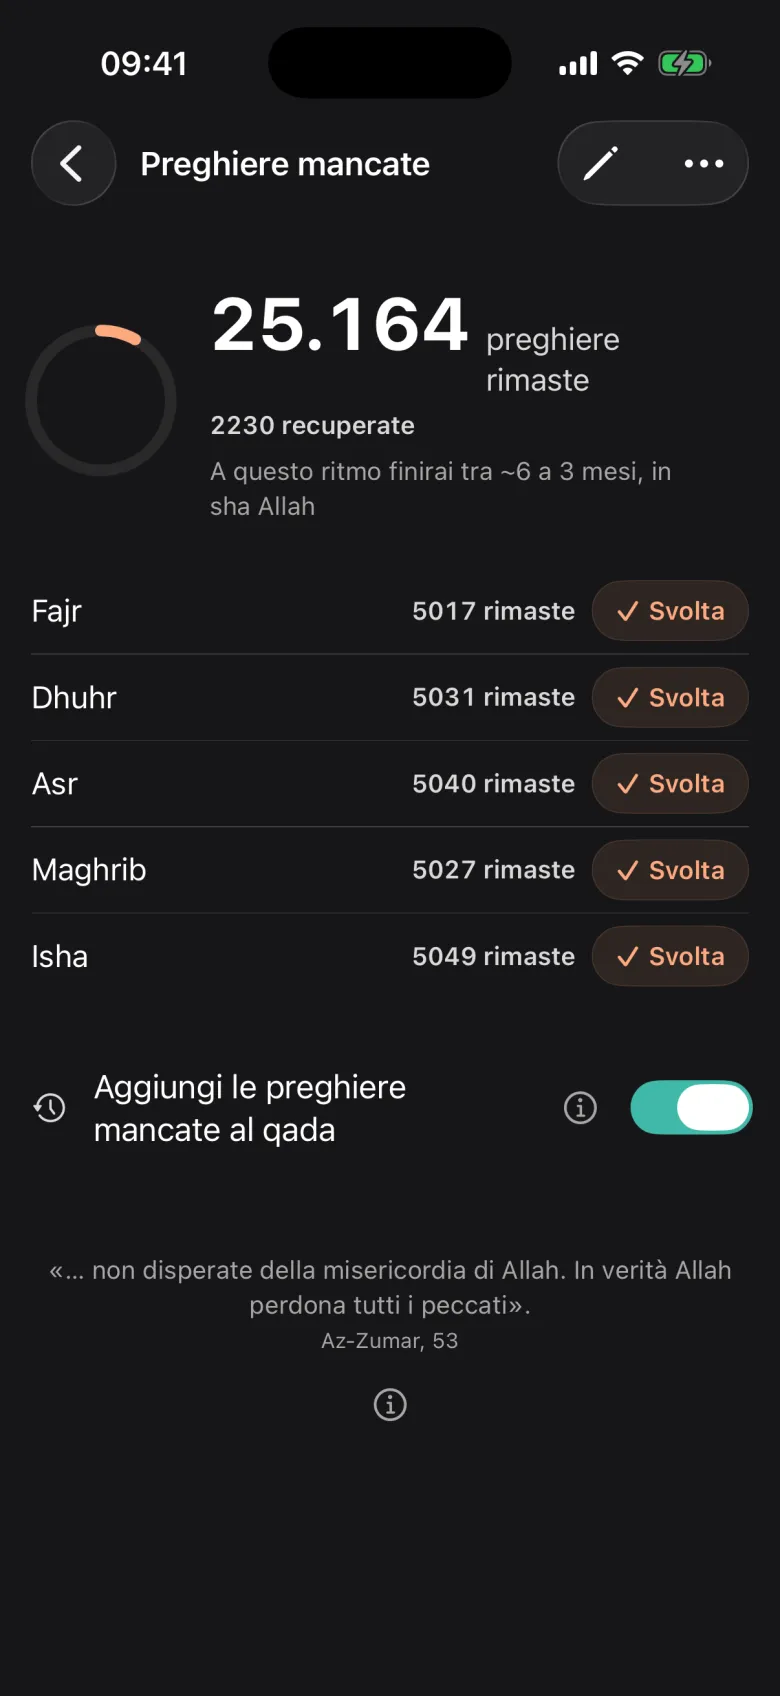 09:41
Preghiere mancate
25.164 preghiere
rimaste
2230 recuperate
A questo ritmo finirai tra ~6 a 3 mesi, in
sha Allah
Fajr 5017 rimaste ✓ Svolta
Dhuhr 5031 rimaste ✓ Svolta
Asr 5040 rimaste ✓ Svolta
Maghrib 5027 rimaste ✓ Svolta
Isha 5049 rimaste ✓ Svolta
Aggiungi le preghiere
mancate al qada
«... non disperate della misericordia di Allah. In verità Allah
perdona tutti i peccati».
Az-Zumar, 53